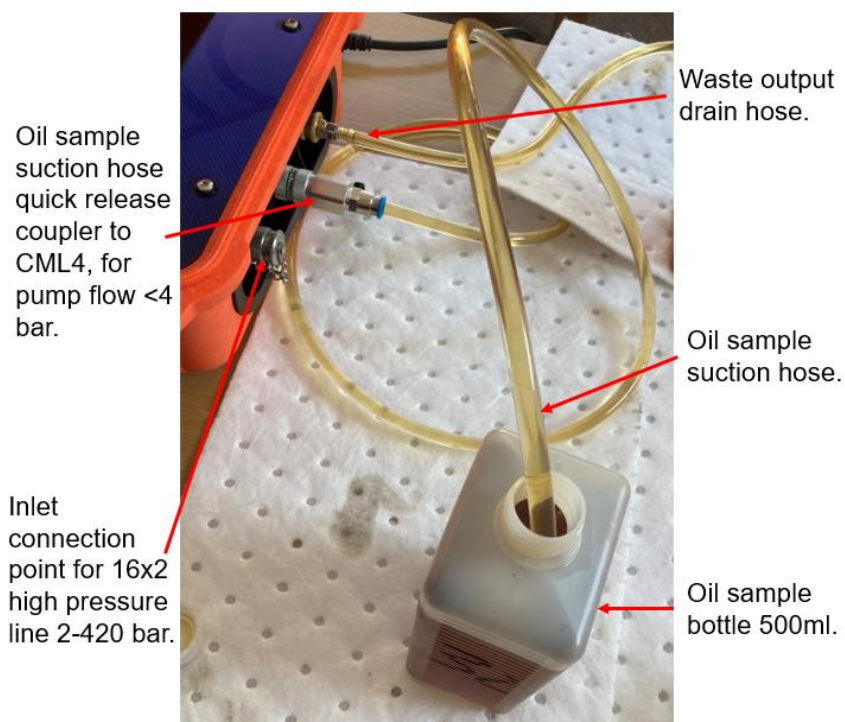 Oil sample
suction hose
quick release
coupler to
CML4, for
pump flow <4
bar.
Inlet
connection
point for 16x2
high pressure
line 2-420 bar.
Waste output
drain hose.
Oil sample
suction hose.
Oil sample
bottle 500ml.